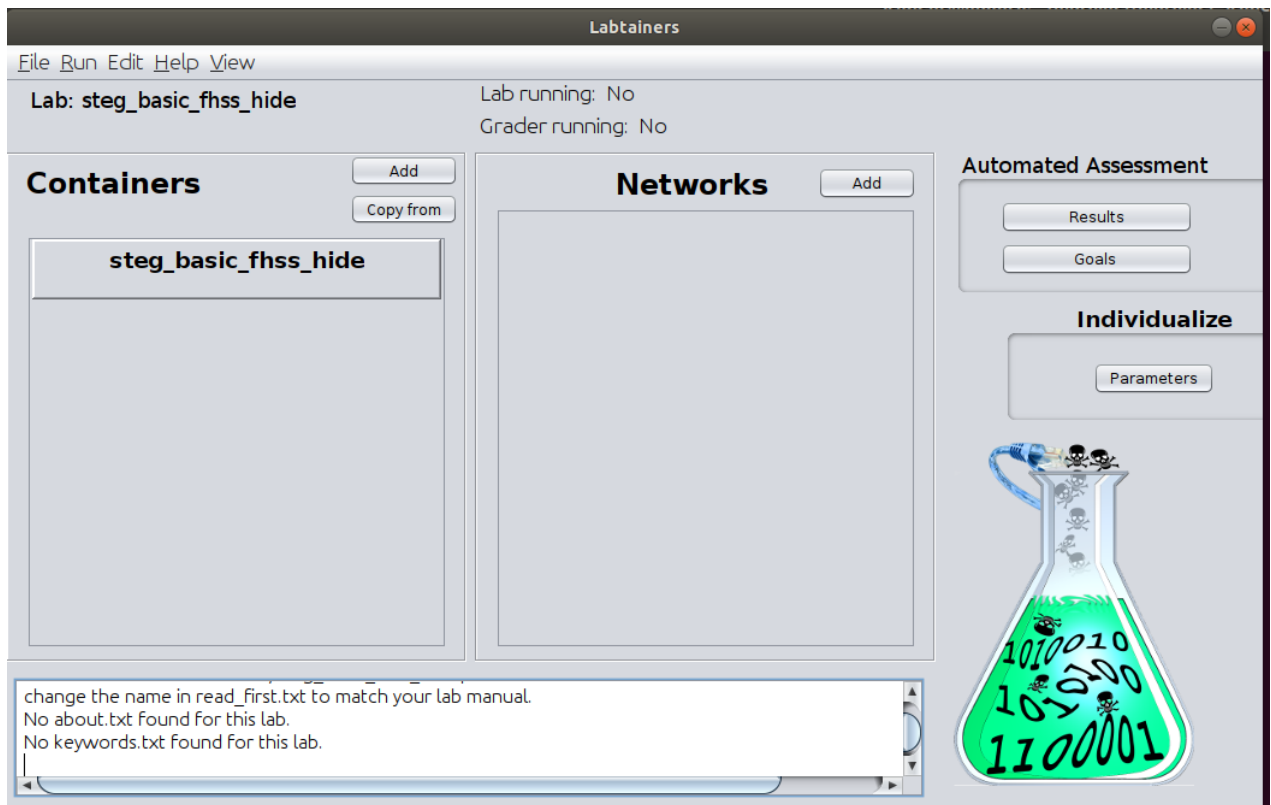 Labtainers
File Run Edit Help View
Lab: steg_basic_fhss_hide
Lab running: No
Grader running: No
Containers
Add
Copy from
steg_basic_fhss_hide
Networks
Add
Automated Assessment
Results
Goals
Individualize
Parameters
1010010
10100
1100001
change the name in read_first.txt to match your lab manual.
No about.txt found for this lab.
No keywords.txt found for this lab.